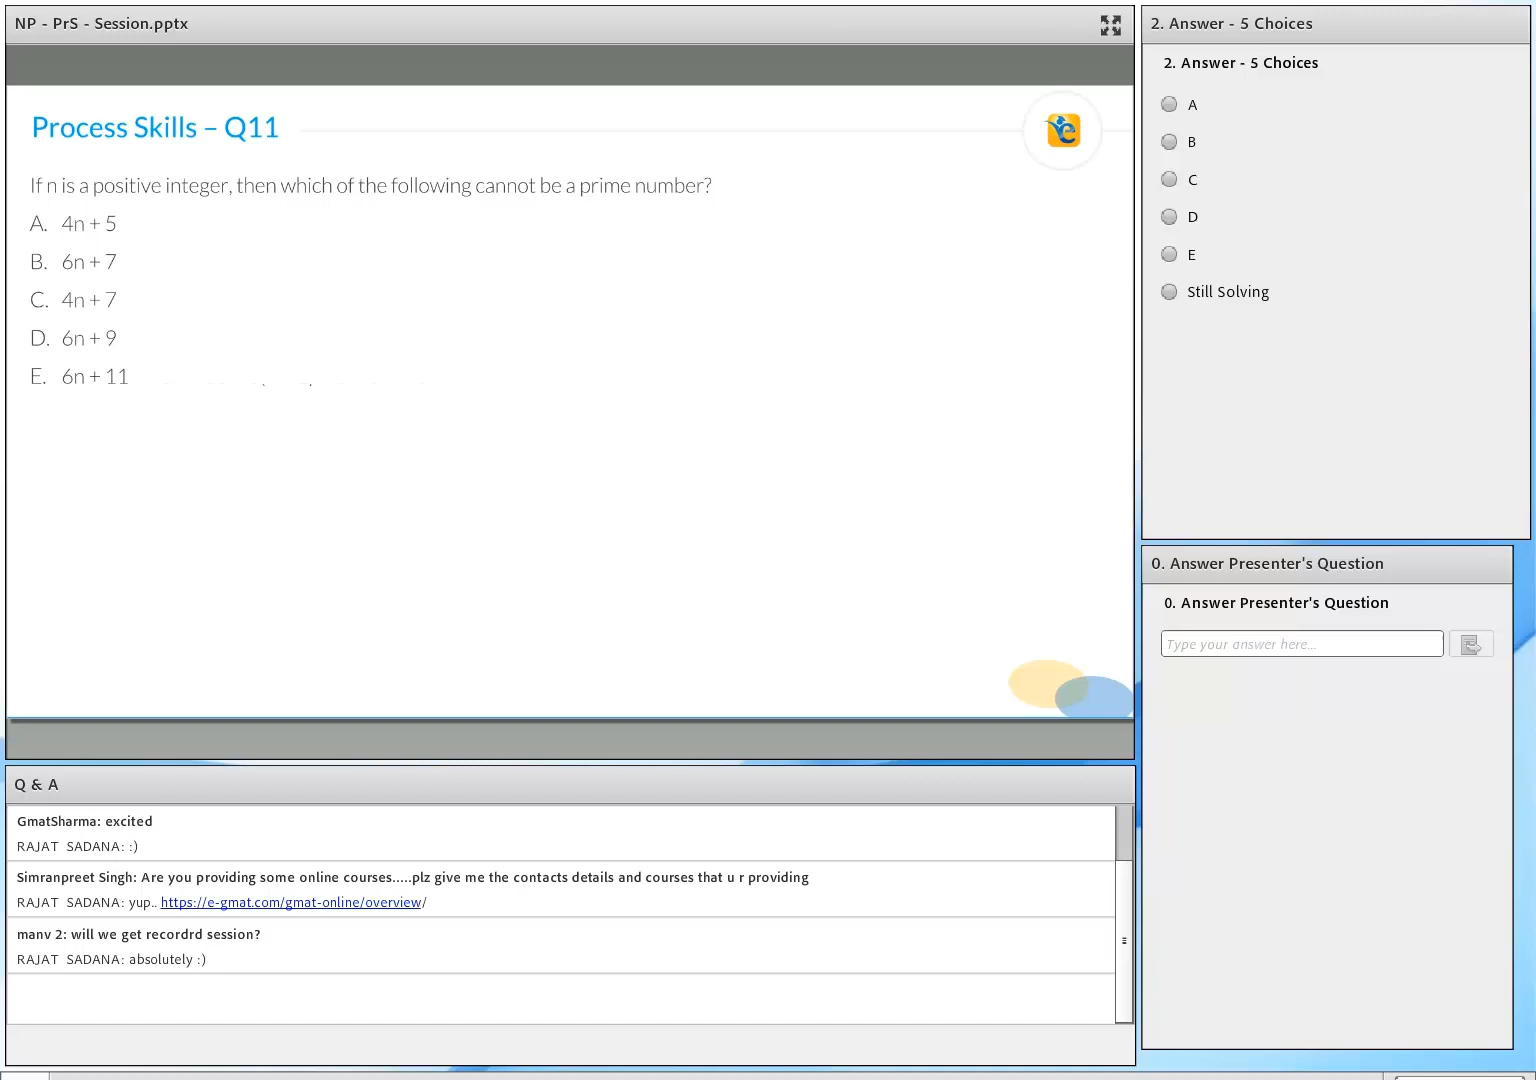 NP - PrS - Session.pptx
Process Skills – Q11
If n is a positive integer, then which of the following cannot be a prime number?
A. 4n + 5
B. 6n + 7
C. 4n + 7
D. 6n + 9
E. 6n + 11
Q & A
GmatSharma: excited
RAJAT SADANA: :)
Simranpreet Singh: Are you providing some online courses.....plz give me the contacts details and courses that u r providing
RAJAT SADANA: yup.. https://e-gmat.com/gmat-online/overview/
manv 2: will we get recordrd session?
RAJAT SADANA: absolutely :)
2. Answer - 5 Choices
2. Answer - 5 Choices
A
B
C
D
E
Still Solving
0. Answer Presenter's Question
0. Answer Presenter's Question
Type your answer here...